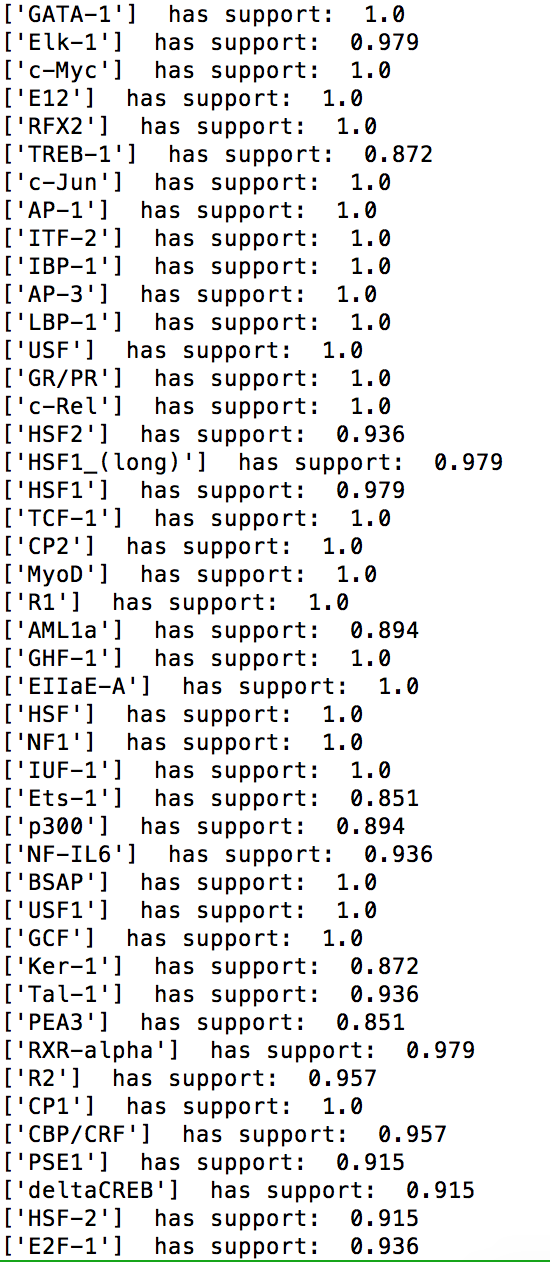 ['GATA-1']  has support:  1.0
['Elk-1']  has support:  0.979
['c-Myc']  has support:  1.0
['E12']  has support:  1.0
['RFX2']  has support:  1.0
['TREB-1']  has support:  0.872
['c-Jun']  has support:  1.0
['AP-1']  has support:  1.0
['ITF-2']  has support:  1.0
['IBP-1']  has support:  1.0
['AP-3']  has support:  1.0
['LBP-1']  has support:  1.0
['USF']  has support:  1.0
['GR/PR']  has support:  1.0
['c-Rel']  has support:  1.0
['HSF2']  has support:  0.936
['HSF1_(long)']  has support:  0.979
['HSF1']  has support:  0.979
['TCF-1']  has support:  1.0
['CP2']  has support:  1.0
['MyoD']  has support:  1.0
['R1']  has support:  1.0
['AML1a']  has support:  0.894
['GHF-1']  has support:  1.0
['EIIaE-A']  has support:  1.0
['HSF']  has support:  1.0
['NF1']  has support:  1.0
['IUF-1']  has support:  1.0
['Ets-1']  has support:  0.851
['p300']  has support:  0.894
['NF-IL6']  has support:  0.936
['BSAP']  has support:  1.0
['USF1']  has support:  1.0
['GCF']  has support:  1.0
['Ker-1']  has support:  0.872
['Tal-1']  has support:  0.936
['PEA3']  has support:  0.851
['RXR-alpha']  has support:  0.979
['R2']  has support:  0.957
['CP1']  has support:  1.0
['CBP/CRF']  has support:  0.957
['PSE1']  has support:  0.915
['deltaCREB']  has support:  0.915
['HSF-2']  has support:  0.915
['E2F-1']  has support:  0.936